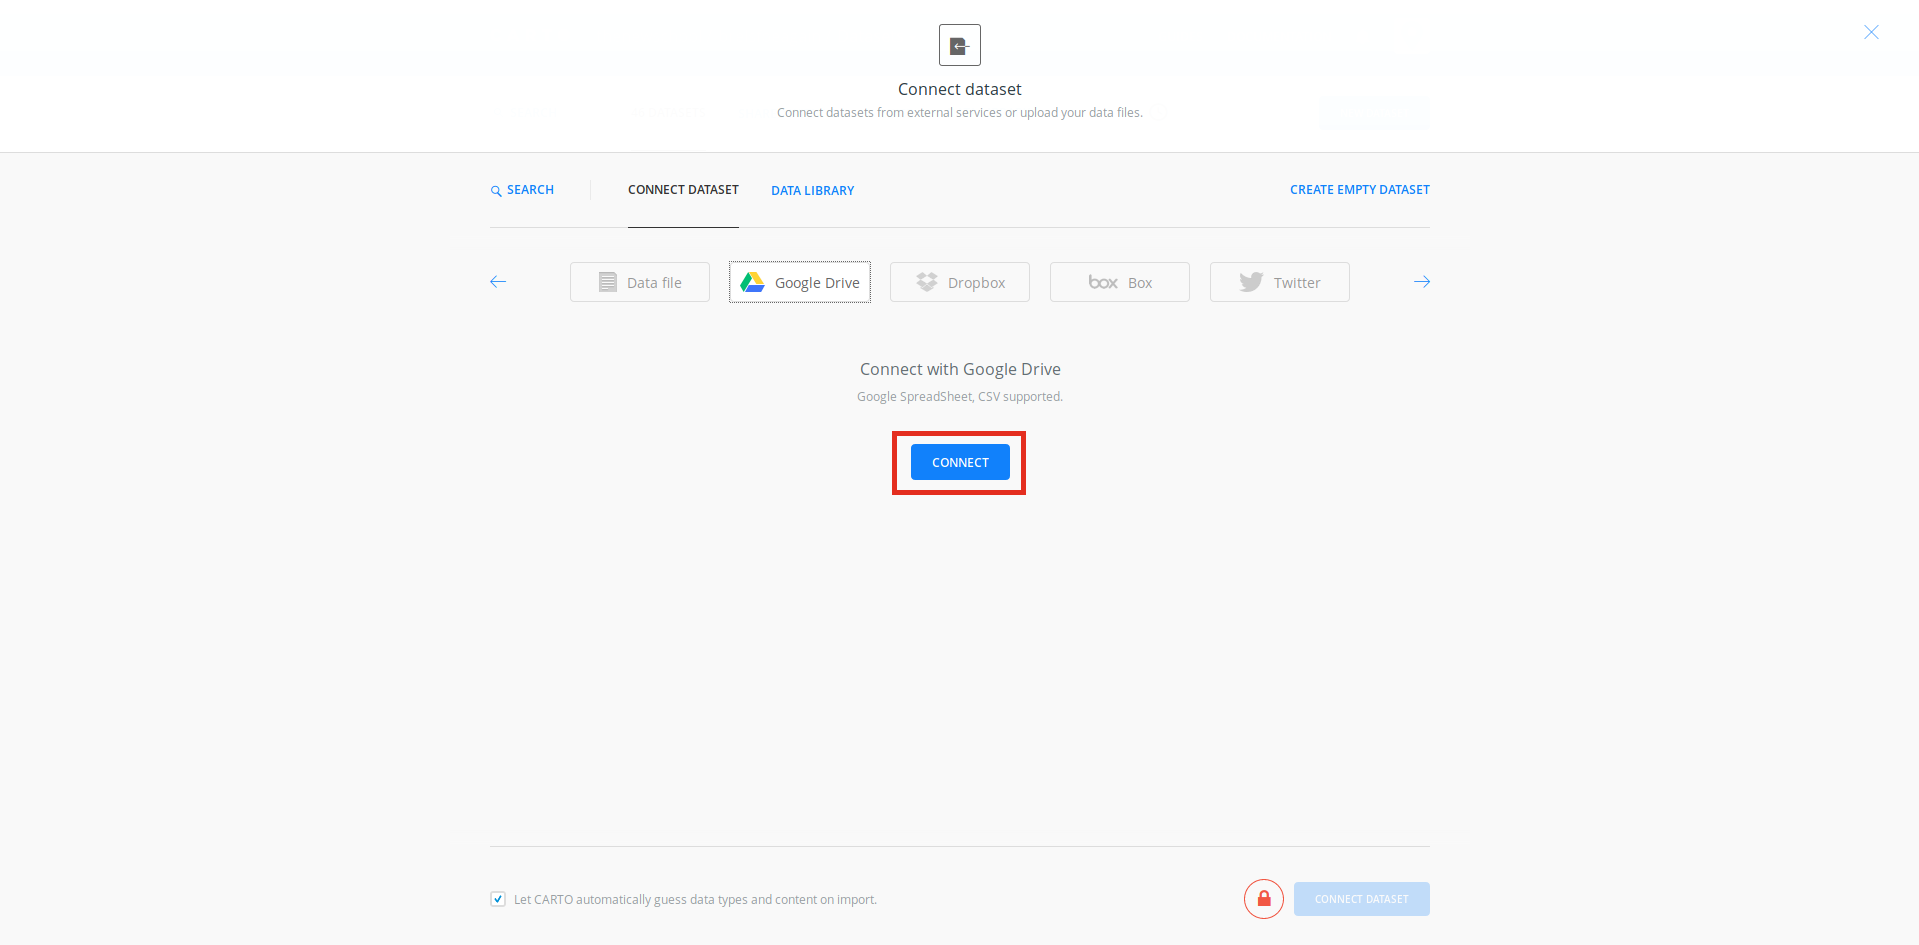 Connect dataset
Connect datasets from external services or upload your data files.
SEARCH
CONNECT DATASET
DATA LIBRARY
CREATE EMPTY DATASET
Data file
Google Drive
Dropbox
box Box
Twitter
Connect with Google Drive
Google SpreadSheet, CSV supported.
CONNECT
Let CARTO automatically guess data types and content on import.
CONNECT DATASET